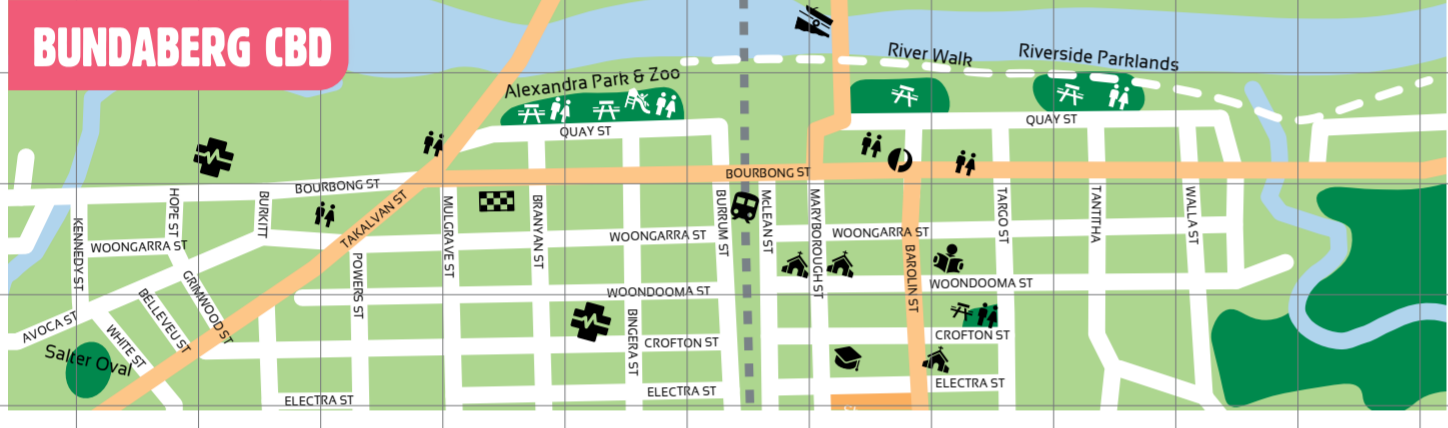 BUNDABERG CBD
River Walk
Riverside Parklands
Alexandra Park & Zoo
QUAY ST
QUAY ST
BOURBONG ST
BOURBONG ST
TAKALVAN ST
HOPE ST
BURKITT
KENNEDY ST
WOONGARRA ST
MULGRAVE ST
BRANYAN ST
WOONGARRA ST
BURRUM ST
McLEAN ST
MARYBOROUGH ST
WOONGARRA ST
BAROLIN ST
TARGO ST
TANTITHA
WALLA ST
GRIMWOOD ST
BELLEVEU ST
POWERS ST
WOONDOOMA ST
WOONDOOMA ST
AVOCA ST
WHITE ST
Salter Oval
BINGERA ST
CROFTON ST
CROFTON ST
ELECTRA ST
ELECTRA ST
ELECTRA ST